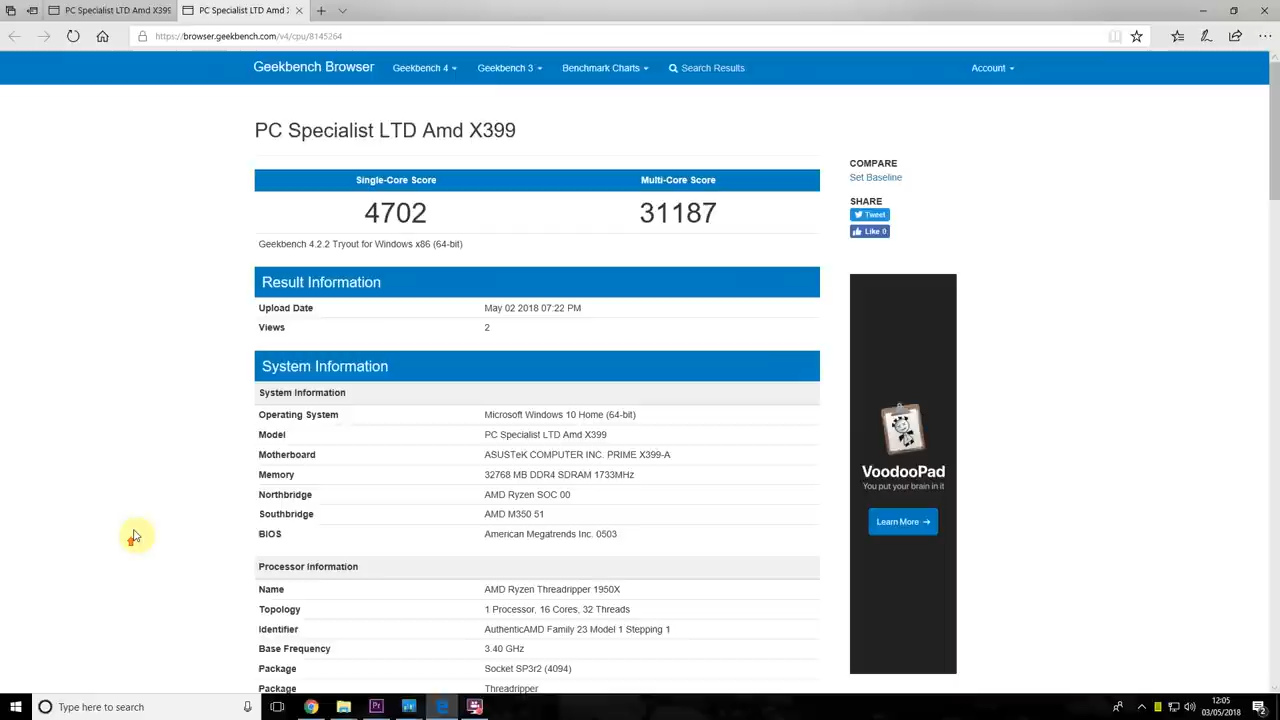 PC Specialist LTD Amd X399
PC Specialist LTD Amd X
https://browser.geekbench.com/v4/cpu/8145264
Geekbench Browser
Geekbench 4
Geekbench 3
Benchmark Charts
Search Results
Account
PC Specialist LTD Amd X399
Single-Core Score
Multi-Core Score
4702
31187
Geekbench 4.2.2 Tryout for Windows x86 (64-bit)
COMPARE
Set Baseline
SHARE
Tweet
Like 0
Result Information
Upload Date May 02 2018 07:22 PM
Views 2
System Information
System Information
Operating System Microsoft Windows 10 Home (64-bit)
Model PC Specialist LTD Amd X399
Motherboard ASUSTeK COMPUTER INC. PRIME X399-A
Memory 32768 MB DDR4 SDRAM 1733MHz
Northbridge AMD Ryzen SOC 00
Southbridge AMD M350 51
BIOS American Megatrends Inc. 0503
Processor Information
Name AMD Ryzen Threadripper 1950X
Topology 1 Processor, 16 Cores, 32 Threads
Identifier AuthenticAMD Family 23 Model 1 Stepping 1
Base Frequency 3.40 GHz
Package Socket SP3r2 (4094)
Package Threadripper
VoodooPad
You put your brain in it
Learn More →
Type here to search
Pr
12:05
03/05/2018
2